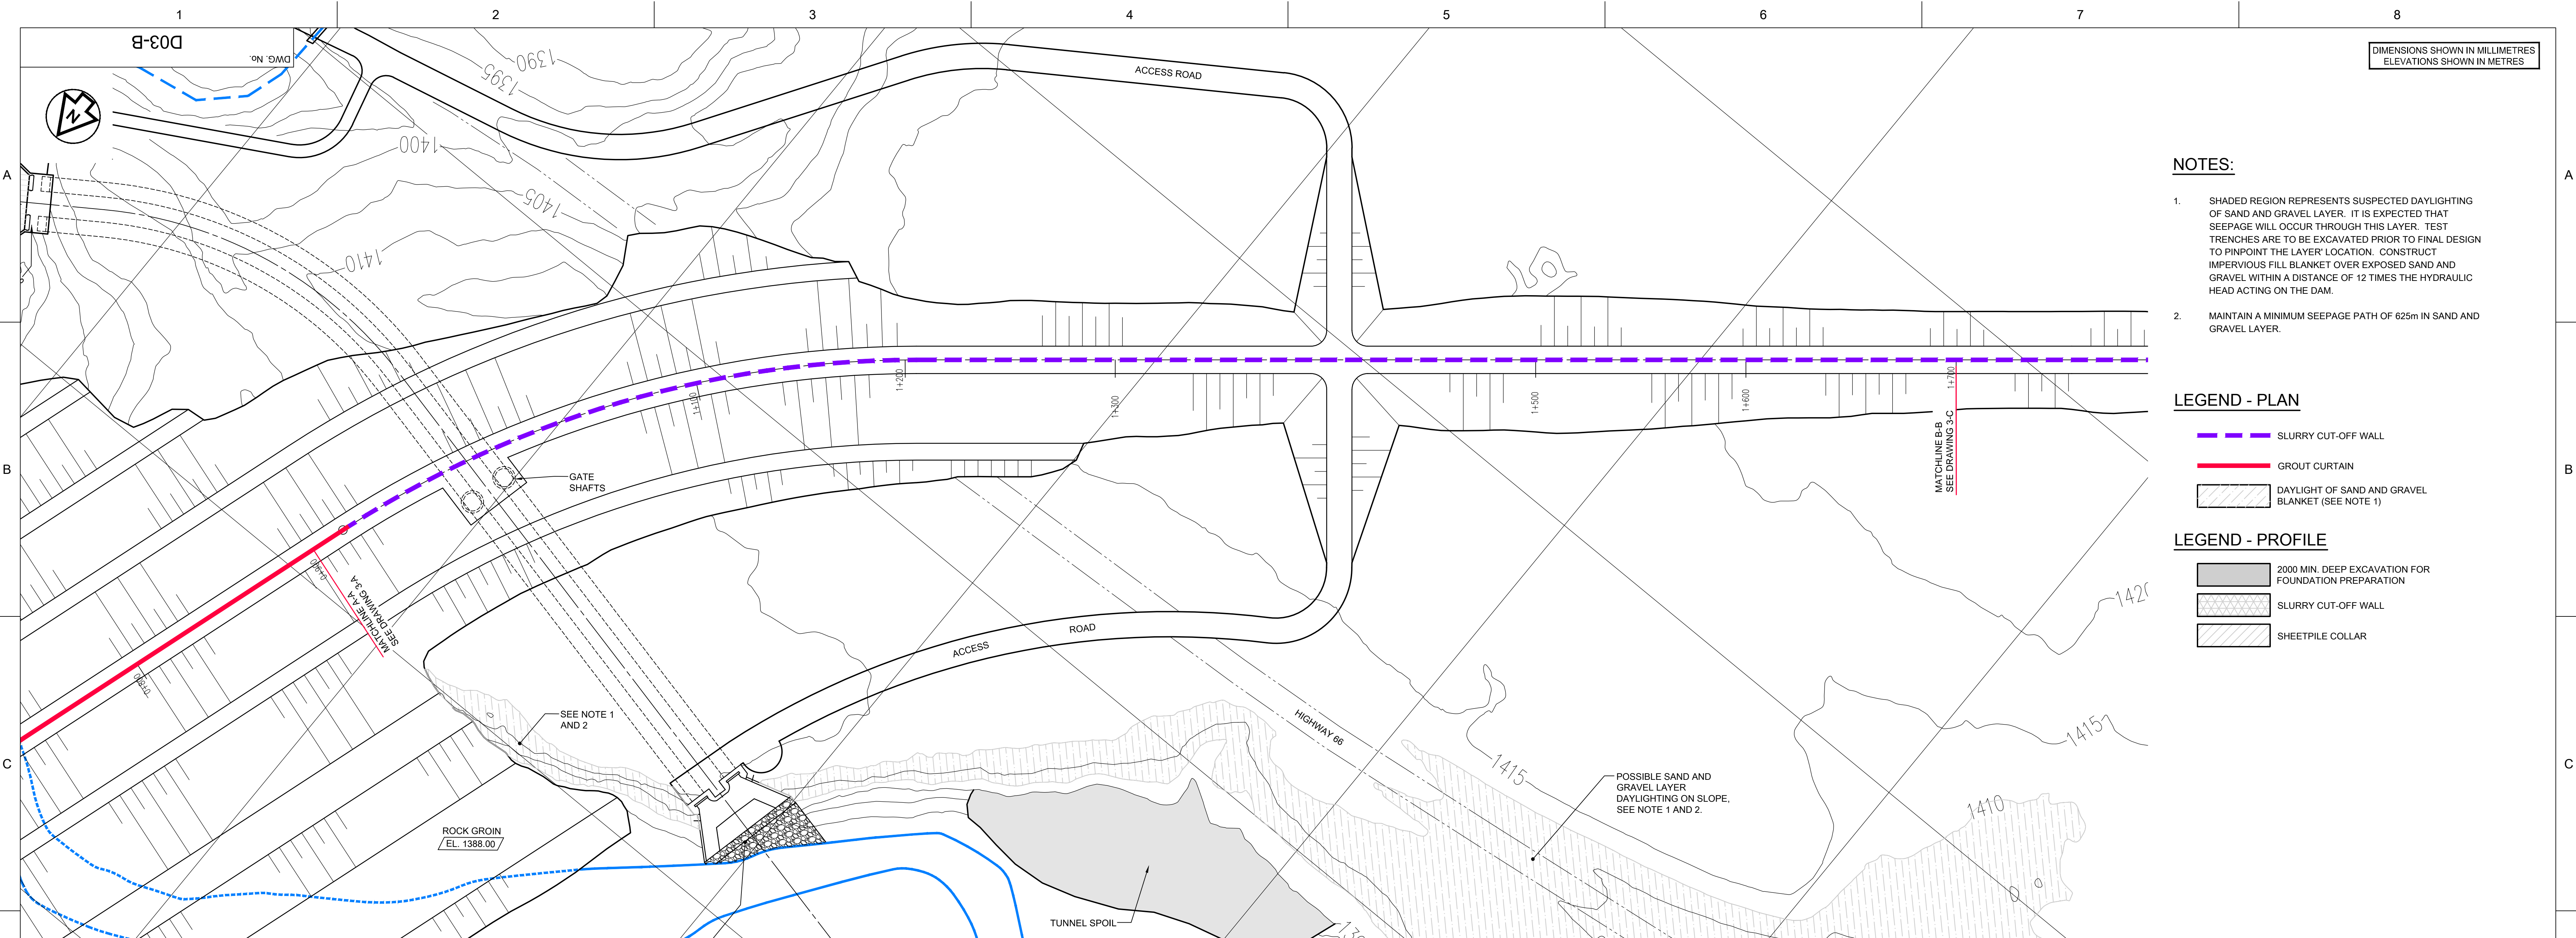 1 2 3 4 5 6 7 8
D03-B
DWG. No.
N
DIMENSIONS SHOWN IN MILLIMETRES
ELEVATIONS SHOWN IN METRES
A
A
B
B
C
C
1390
1395
1400
1405
1410
ACCESS ROAD
NOTES:
1. SHADED REGION REPRESENTS SUSPECTED DAYLIGHTING
OF SAND AND GRAVEL LAYER. IT IS EXPECTED THAT
SEEPAGE WILL OCCUR THROUGH THIS LAYER. TEST
TRENCHES ARE TO BE EXCAVATED PRIOR TO FINAL DESIGN
TO PINPOINT THE LAYER' LOCATION. CONSTRUCT
IMPERVIOUS FILL BLANKET OVER EXPOSED SAND AND
GRAVEL WITHIN A DISTANCE OF 12 TIMES THE HYDRAULIC
HEAD ACTING ON THE DAM.
2. MAINTAIN A MINIMUM SEEPAGE PATH OF 625m IN SAND AND
GRAVEL LAYER.
LEGEND - PLAN
SLURRY CUT-OFF WALL
GROUT CURTAIN
DAYLIGHT OF SAND AND GRAVEL
BLANKET (SEE NOTE 1)
LEGEND - PROFILE
2000 MIN. DEEP EXCAVATION FOR
FOUNDATION PREPARATION
SLURRY CUT-OFF WALL
SHEETPILE COLLAR
0+800
0+900
1+110
1+200
1+300
1+500
1+600
1+700
MATCHLINE A-A
SEE DRAWING 3-A
MATCHLINE B-B
SEE DRAWING 3-C
GATE
SHAFTS
SEE NOTE 1
AND 2
ROCK GROIN
EL. 1388.00
ACCESS
ROAD
HIGHWAY 66
TUNNEL SPOIL
POSSIBLE SAND AND
GRAVEL LAYER
DAYLIGHTING ON SLOPE,
SEE NOTE 1 AND 2.
1415
1410
1415